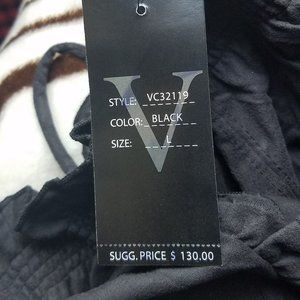 V
STYLE: VC32119
COLOR: BLACK
SIZE: L
SUGG. PRICE $ 130.00